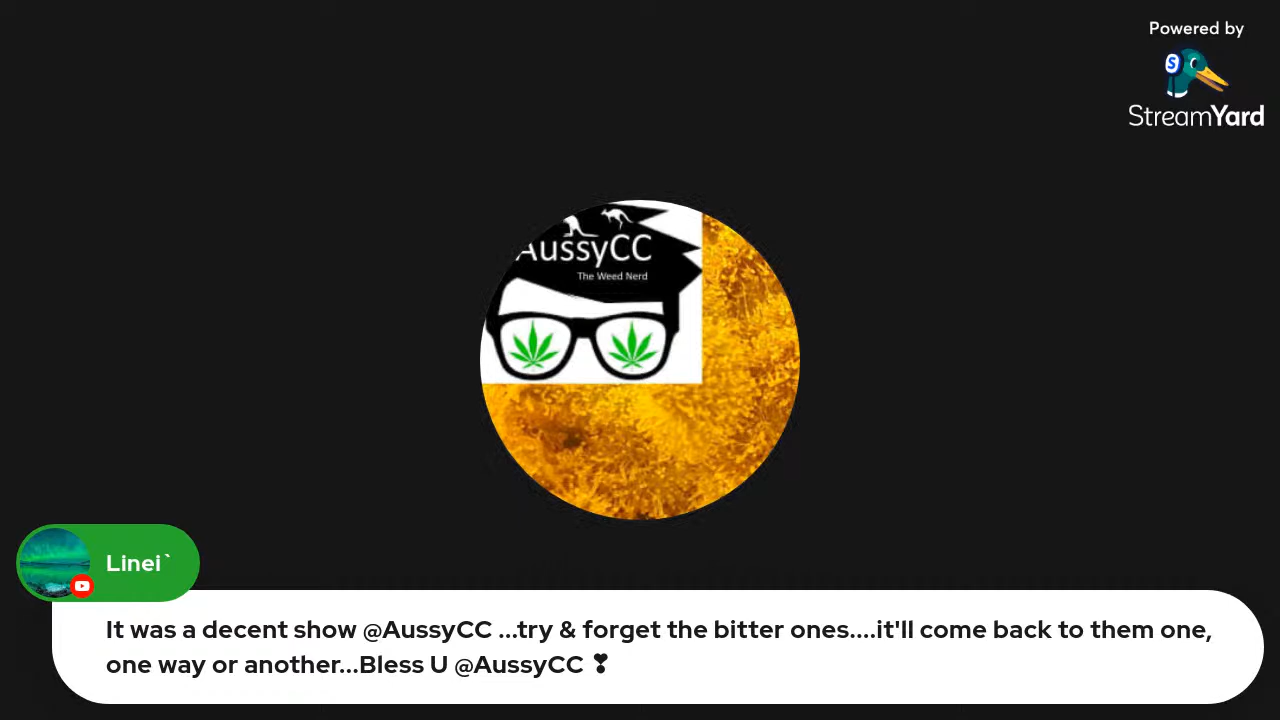 Powered by
S
StreamYard
AussyCC
The Weed Nerd
Linei`
It was a decent show @AussyCC ...try & forget the bitter ones....it'll come back to them one,
one way or another...Bless U @AussyCC ❣